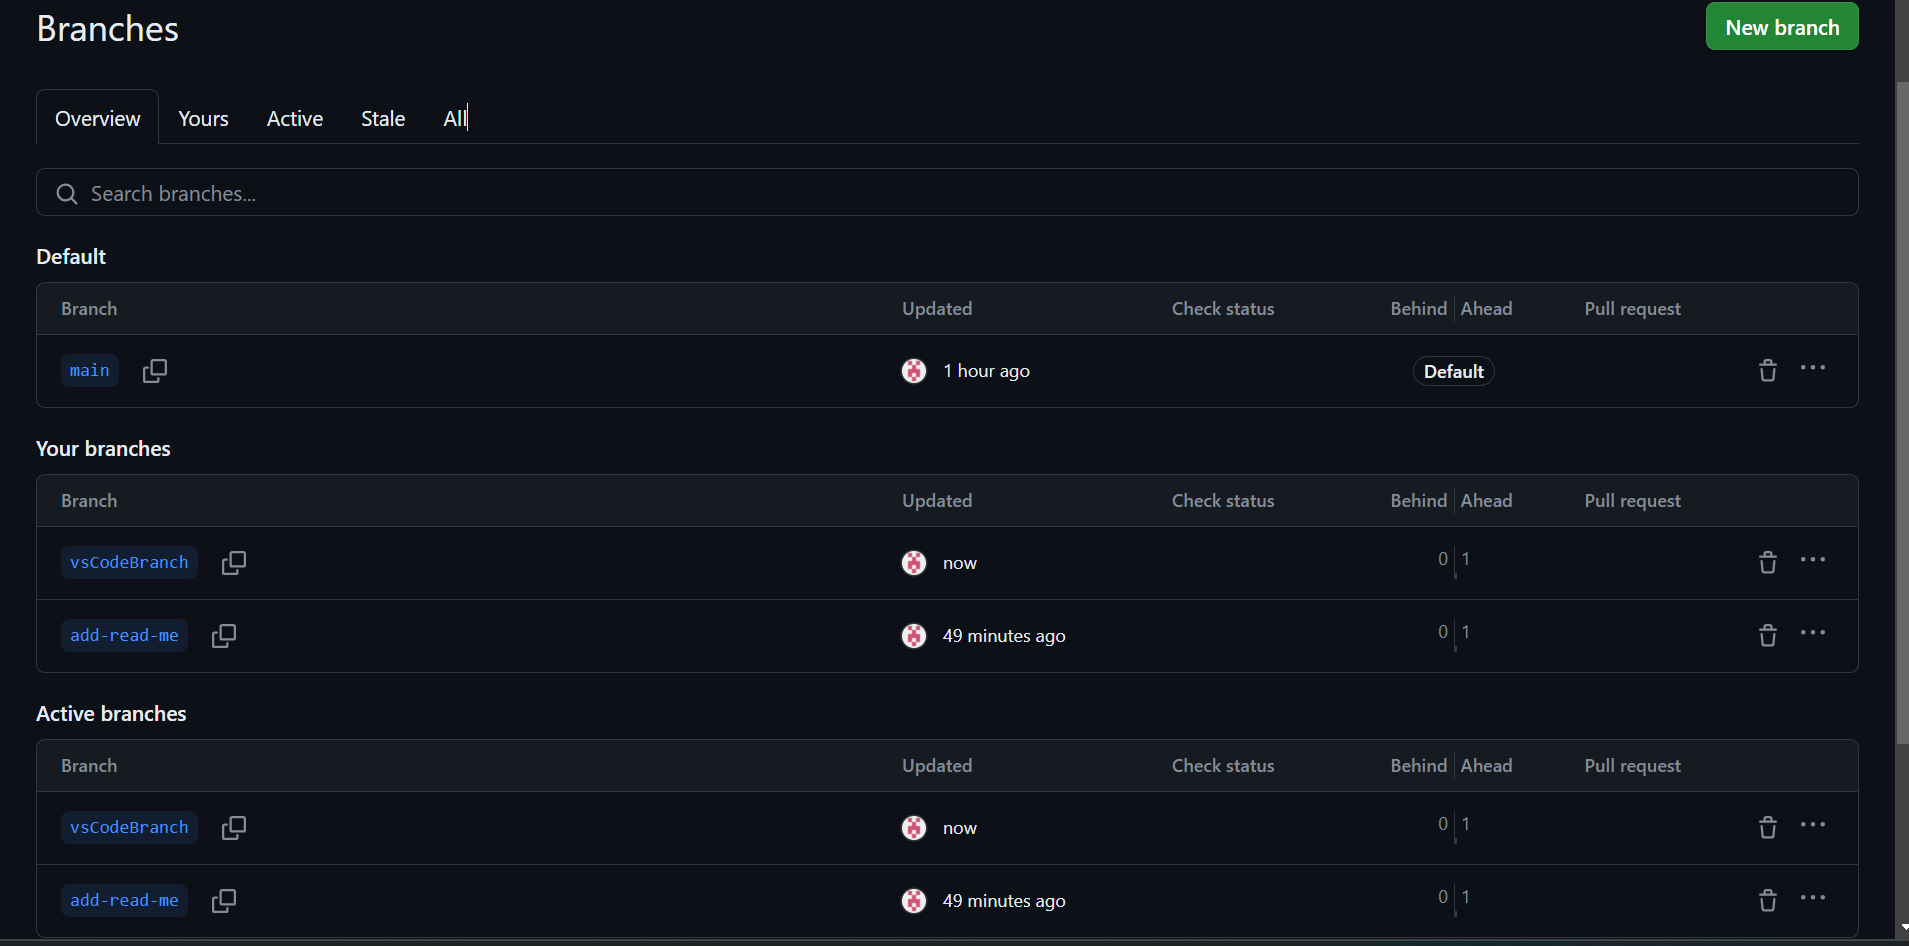 Branches
New branch
Overview Yours Active Stale All
Search branches...
Default
Branch Updated Check status Behind Ahead Pull request
main 1 hour ago Default
Your branches
Branch Updated Check status Behind Ahead Pull request
vsCodeBranch now 0 1
add-read-me 49 minutes ago 0 1
Active branches
Branch Updated Check status Behind Ahead Pull request
vsCodeBranch now 0 1
add-read-me 49 minutes ago 0 1